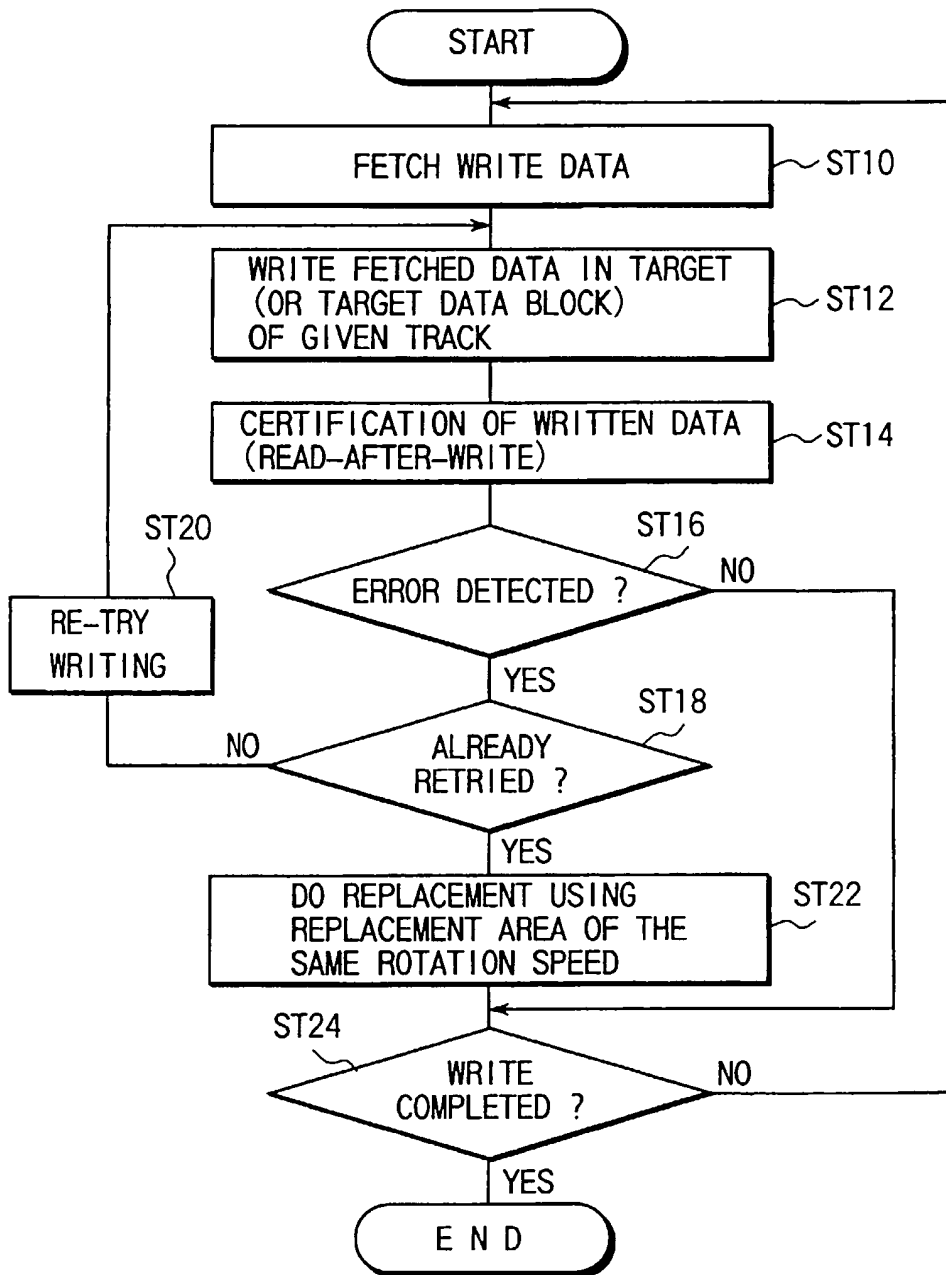 START
FETCH WRITE DATA
ST10
WRITE FETCHED DATA IN TARGET
(OR TARGET DATA BLOCK)
OF GIVEN TRACK
ST12
CERTIFICATION OF WRITTEN DATA
(READ-AFTER-WRITE)
ST14
ST20
ST16
ERROR DETECTED ?
NO
RE-TRY
WRITING
YES
ST18
NO
ALREADY
RETRIED ?
YES
DO REPLACEMENT USING
REPLACEMENT AREA OF THE
SAME ROTATION SPEED
ST22
ST24
WRITE
COMPLETED ?
NO
YES
END